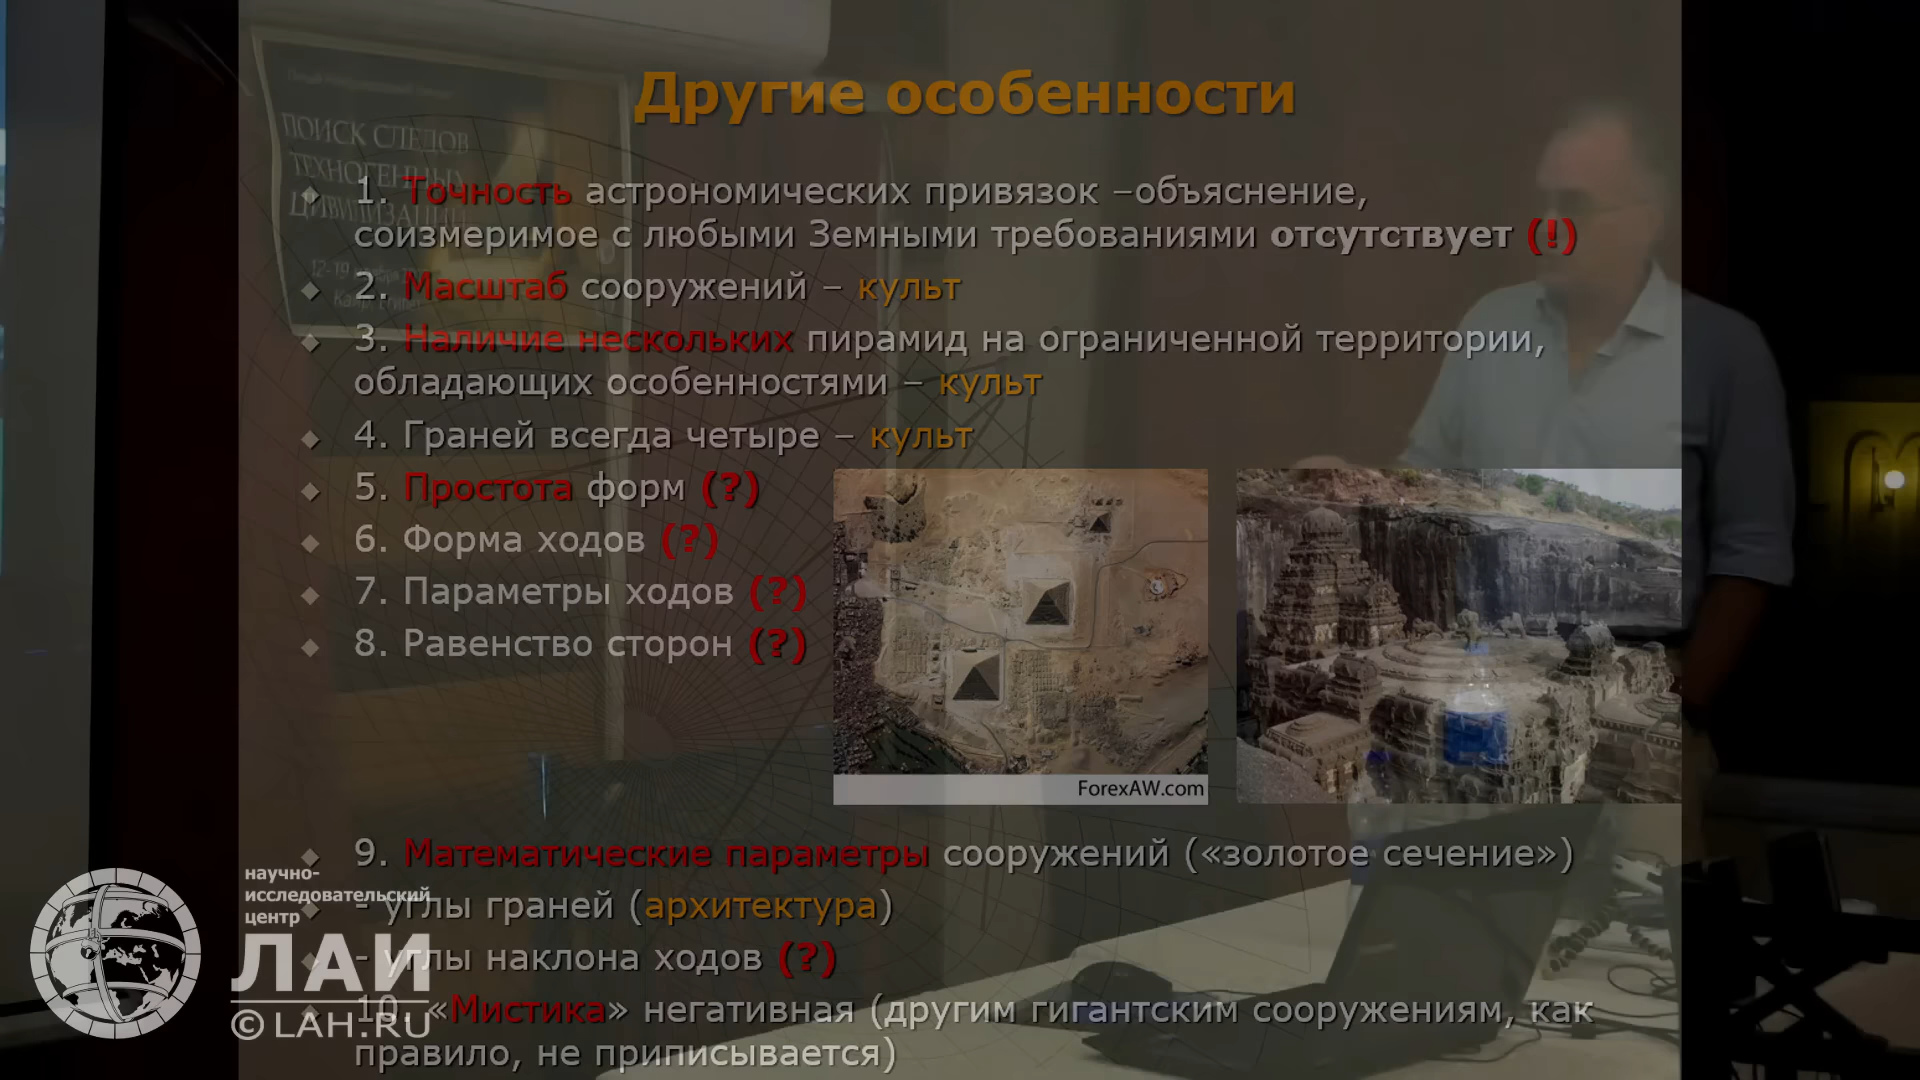 Другие особенности
ПОИСК СЛЕДОВ
ТЕХНОГЕННЫХ
ЦИВИЛИЗАЦИЙ
1. Точность астрономических привязок –объяснение,
соизмеримое с любыми Земными требованиями отсутствует (!)
2. Масштаб сооружений – культ
3. Наличие нескольких пирамид на ограниченной территории,
обладающих особенностями – культ
4. Граней всегда четыре – культ
5. Простота форм (?)
6. Форма ходов (?)
7. Параметры ходов (?)
8. Равенство сторон (?)
ForexAW.com
9. Математические параметры сооружений («золотое сечение»)
- углы граней (архитектура)
- углы наклона ходов (?)
10. «Мистика» негативная (другим гигантским сооружениям, как
правило, не приписывается)
научно-
исследовательский
центр
ЛАИ
© LAH.RU